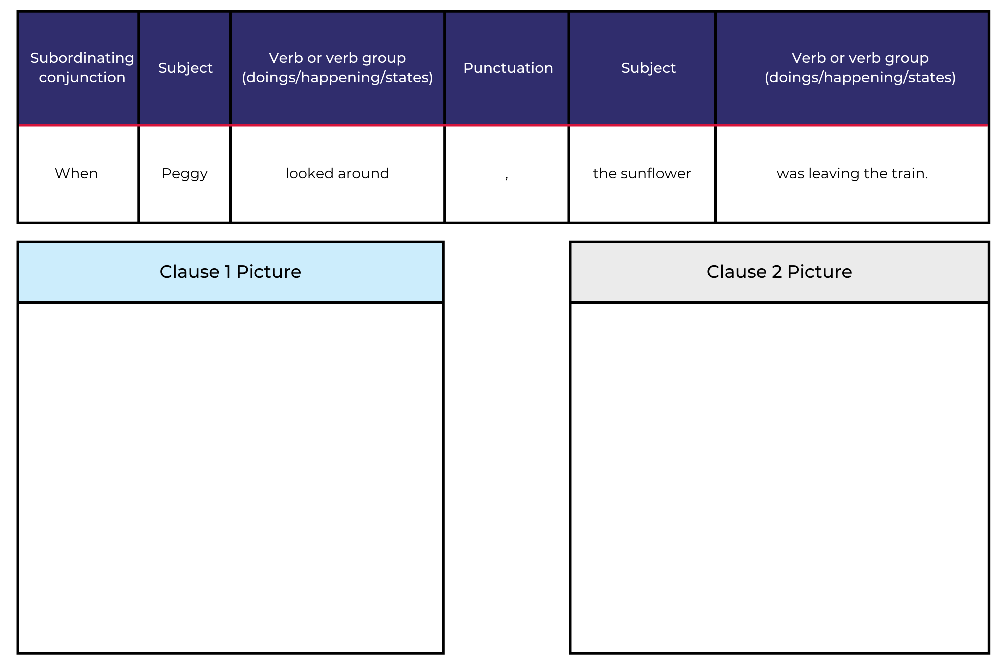 Subordinating
conjunction
Subject
Verb or verb group
(doings/happening/states)
Punctuation
Subject
Verb or verb group
(doings/happening/states)
When
Peggy
looked around
,
the sunflower
was leaving the train.
Clause 1 Picture
Clause 2 Picture